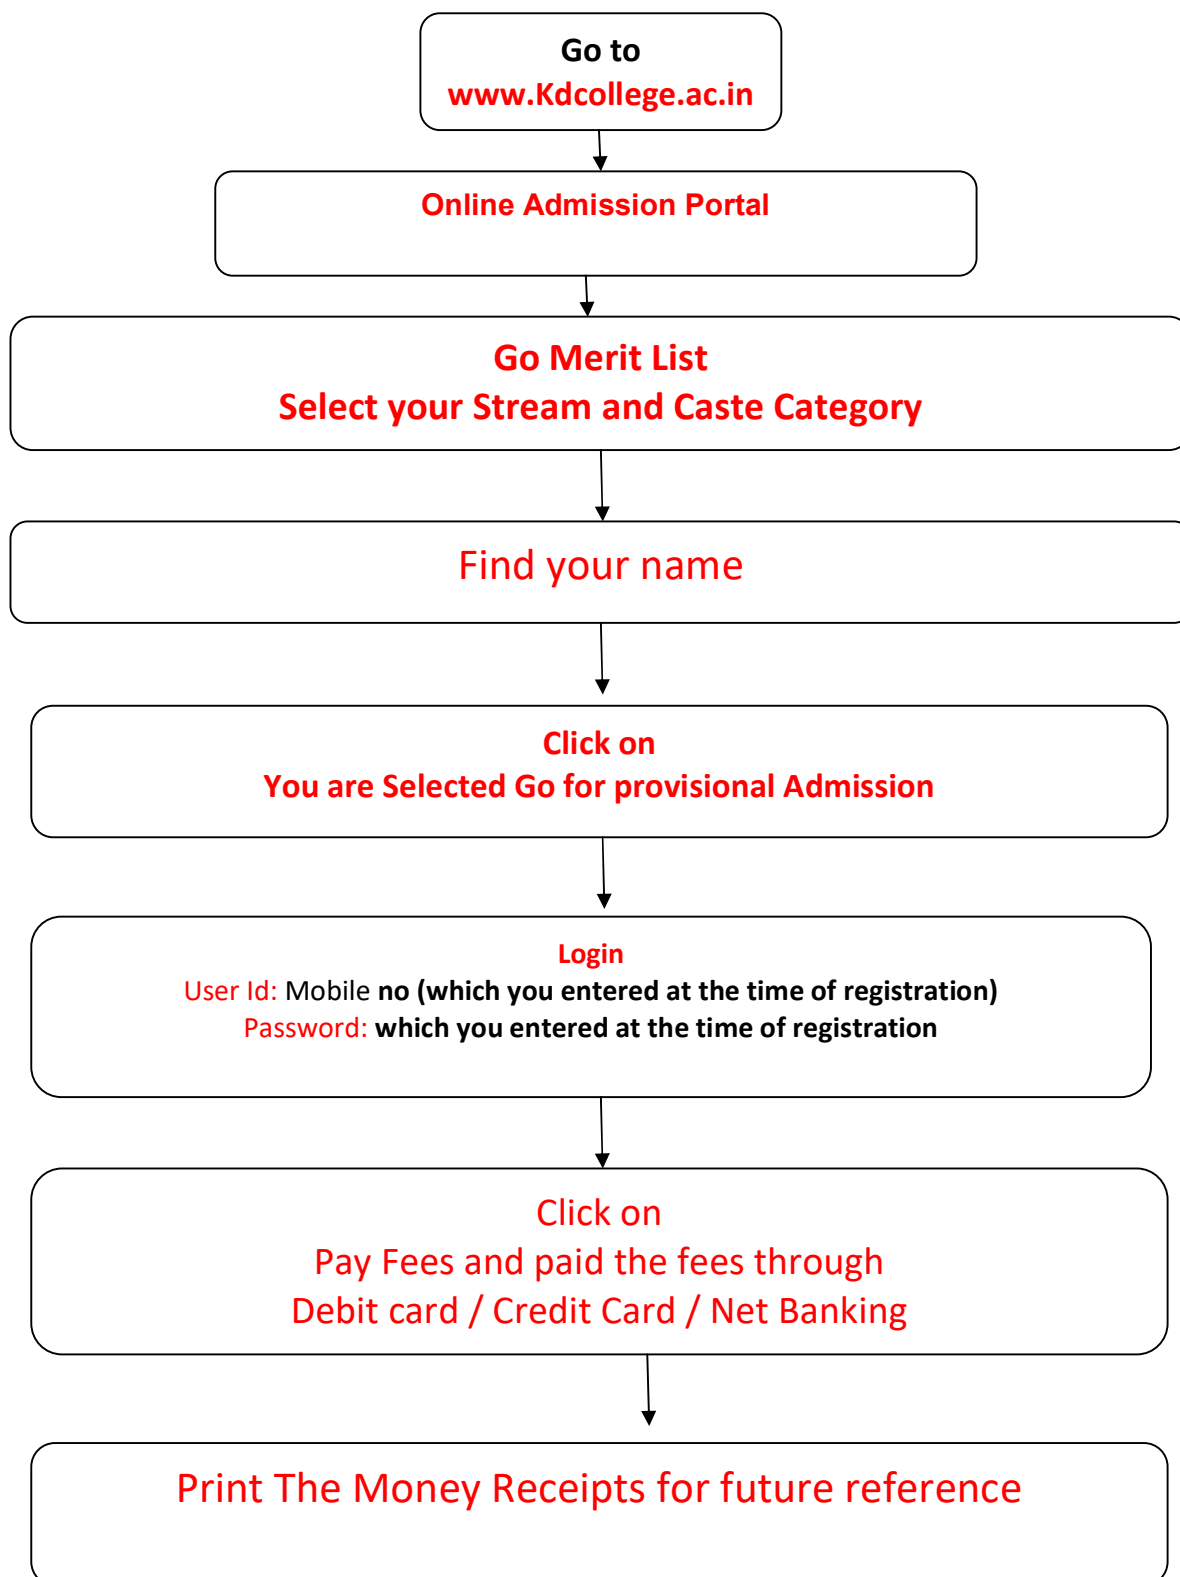 Go to
www.Kdcollege.ac.in
Online Admission Portal
Go Merit List
Select your Stream and Caste Category
Find your name
Click on
You are Selected Go for provisional Admission
Login
User Id: Mobile no (which you entered at the time of registration)
Password: which you entered at the time of registration
Click on
Pay Fees and paid the fees through
Debit card / Credit Card / Net Banking
Print The Money Receipts for future reference